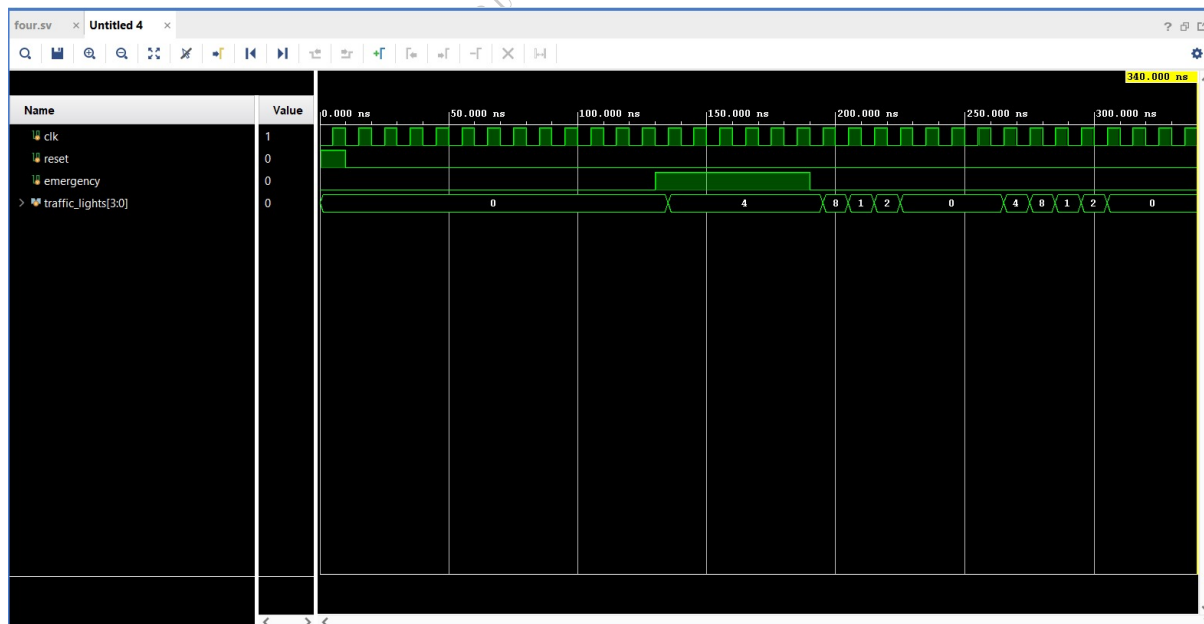 four.sv × Untitled 4 ×
?
340.000 ns
Name Value
0.000 ns 50.000 ns 100.000 ns 150.000 ns 200.000 ns 250.000 ns 300.000 ns
clk 1
reset 0
emergency 0
> traffic_lights[3:0] 0 0 4 8 1 2 0 4 8 1 2 0